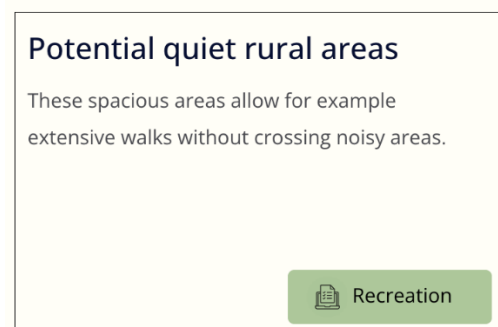 Potential quiet rural areas
These spacious areas allow for example
extensive walks without crossing noisy areas.
Recreation